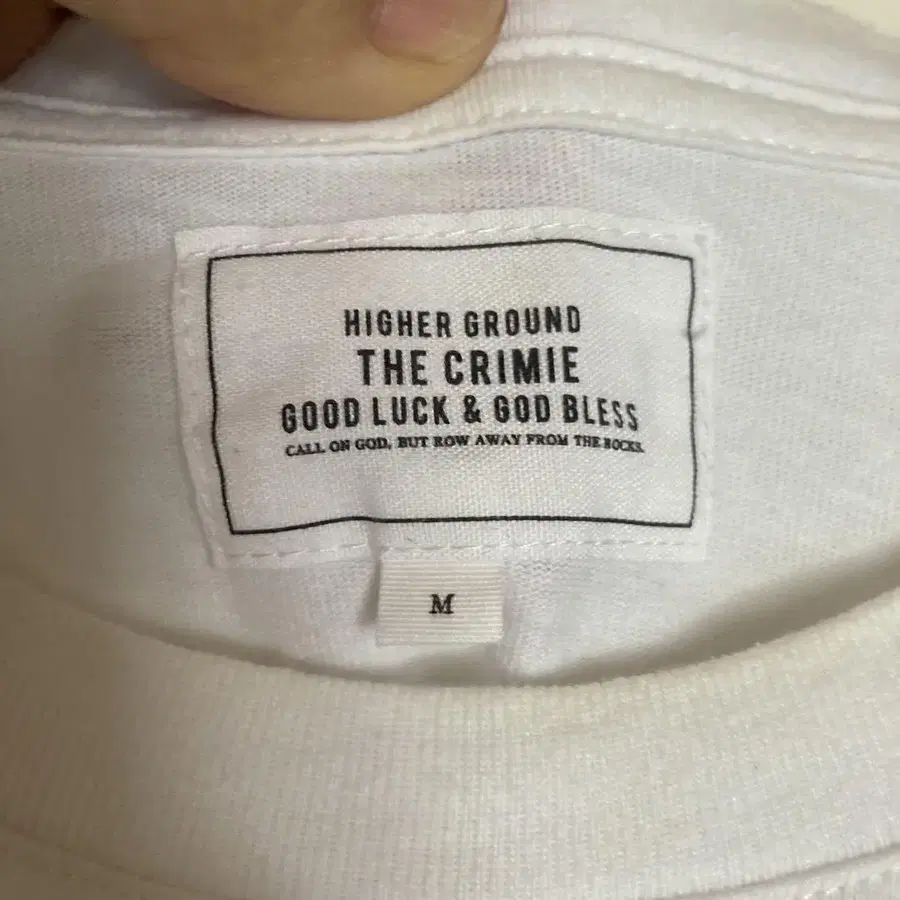 HIGHER GROUND
THE CRIMIE
GOOD LUCK & GOD BLESS
CALL ON GOD, BUT ROW AWAY FROM THE ROCKS.
M